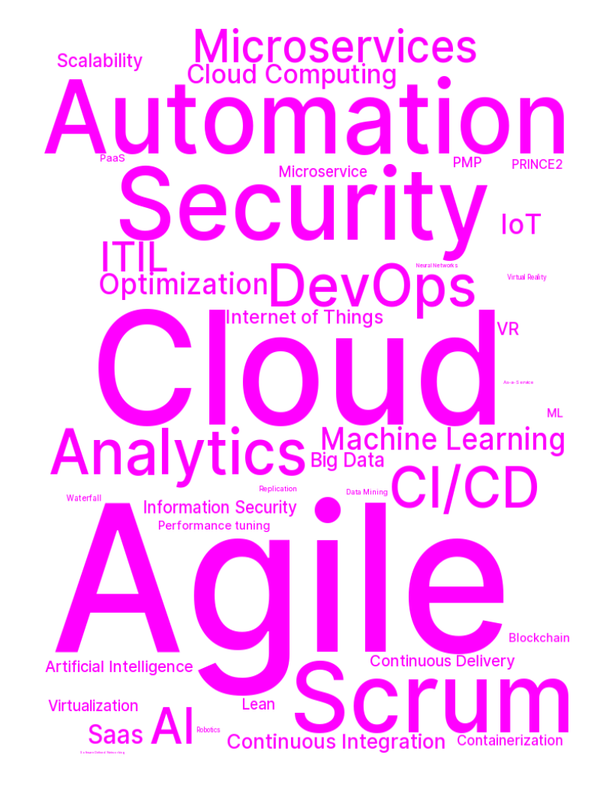 Microservices
Scalability
Cloud Computing
Automation
PaaS
Microservice
PMP
PRINCE2
Security
IoT
ITIL
Neural Networks
Optimization
DevOps
Virtual Reality
Internet of Things
VR
Cloud
ML
Analytics
Machine Learning
Big Data
CI/CD
Replication
Data Mining
Waterfall
Information Security
Performance tuning
Agile
Blockchain
Artificial Intelligence
Continuous Delivery
Scrum
Virtualization
Lean
Saas
AI
Robotics
Continuous Integration
Containerization